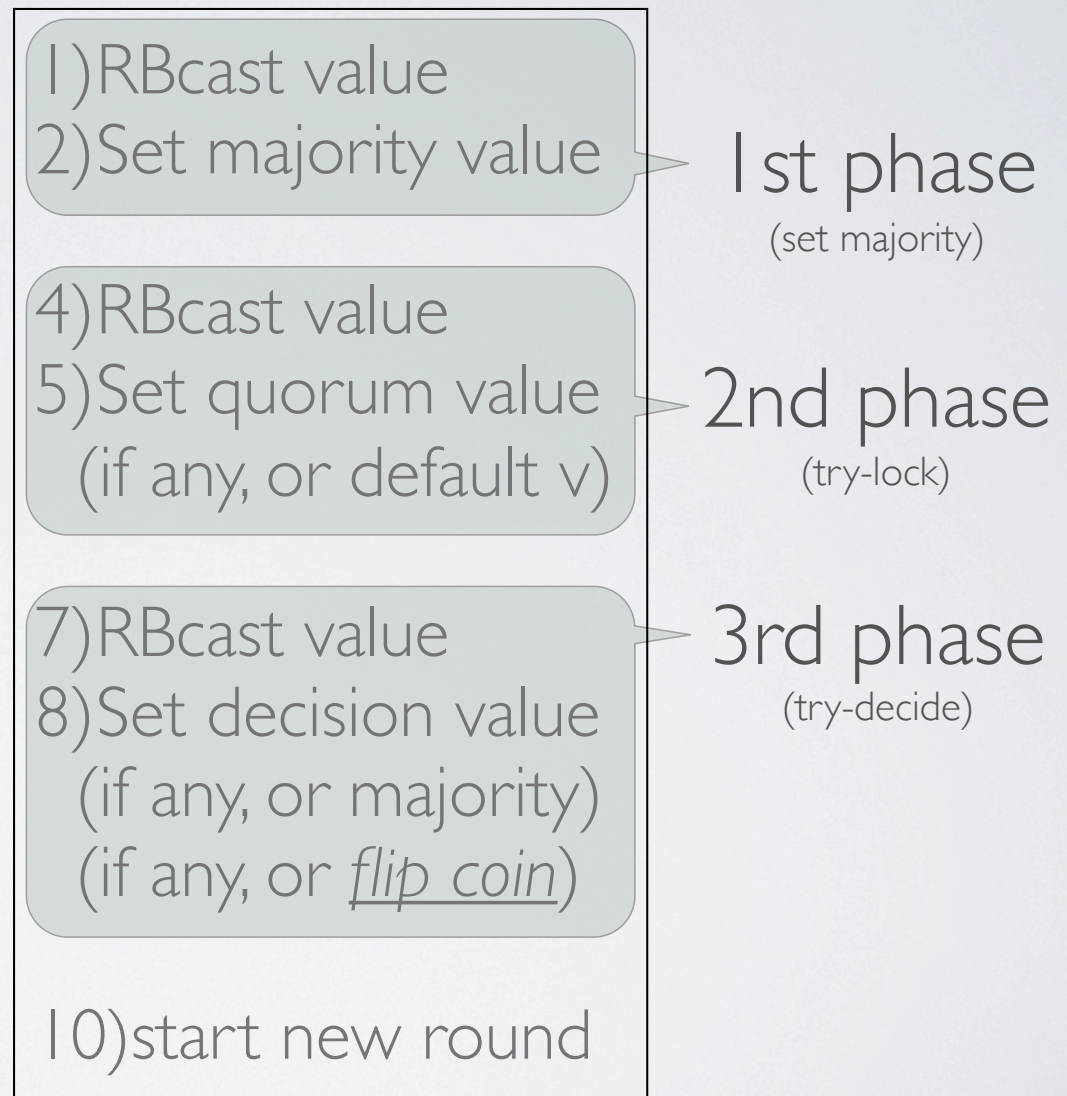 1)RBcast value
2)Set majority value
1st phase
(set majority)
4)RBcast value
5)Set quorum value
(if any, or default v)
2nd phase
(try-lock)
7)RBcast value
8)Set decision value
(if any, or majority)
(if any, or flip coin)
3rd phase
(try-decide)
10)start new round